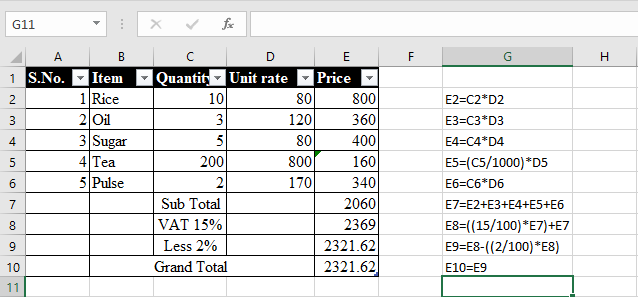 G11 fx
A B C D E F G H
1 S.No. Item Quantity Unit rate Price
2 1 Rice 10 80 800 E2=C2*D2
3 2 Oil 3 120 360 E3=C3*D3
4 3 Sugar 5 80 400 E4=C4*D4
5 4 Tea 200 800 160 E5=(C5/1000)*D5
6 5 Pulse 2 170 340 E6=C6*D6
7 Sub Total 2060 E7=E2+E3+E4+E5+E6
8 VAT 15% 2369 E8=((15/100)*E7)+E7
9 Less 2% 2321.62 E9=E8-((2/100)*E8)
10 Grand Total 2321.62 E10=E9
11